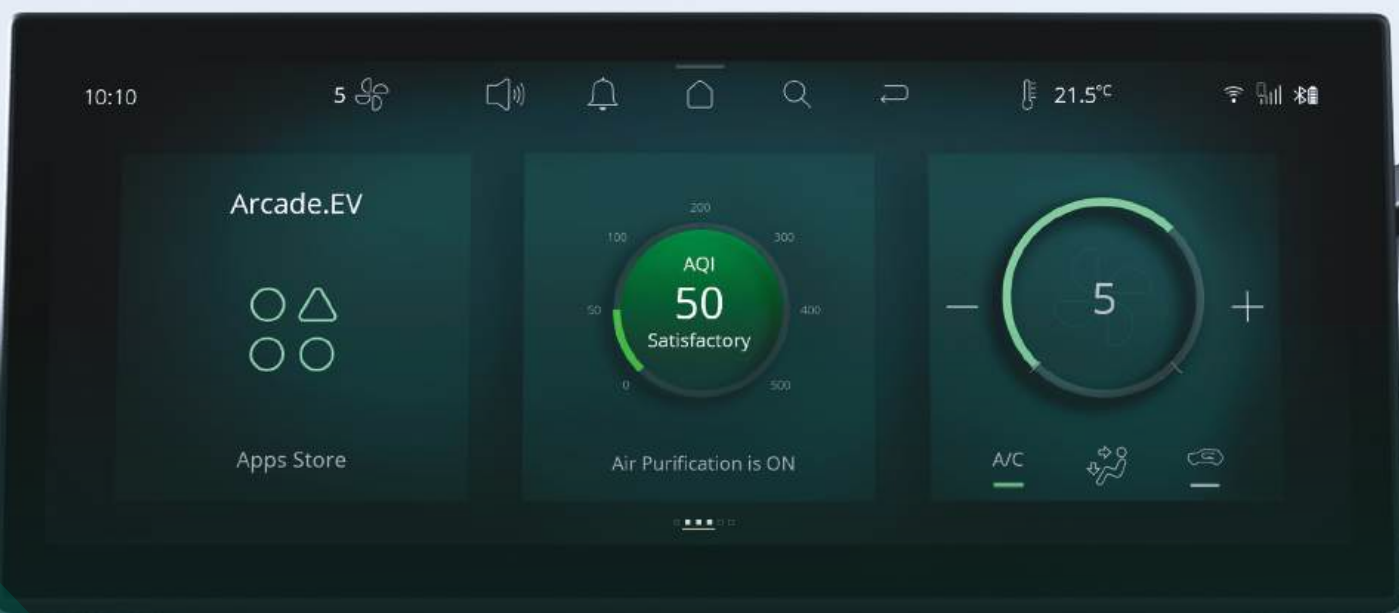 10:10
5
21.5°C
Arcade.EV
Apps Store
200
100
300
AQI
50
50
400
Satisfactory
0
500
Air Purification is ON
5
A/C